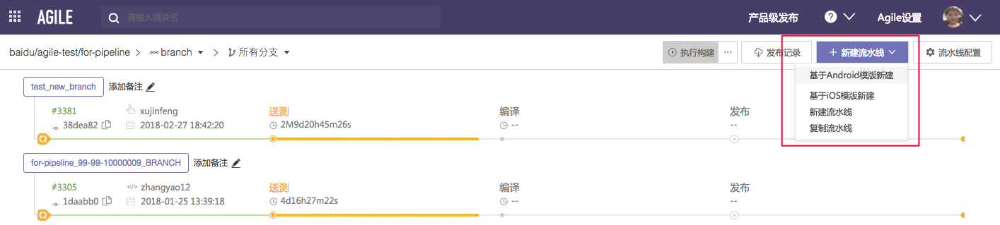 AGILE 请输入模块名 产品级发布 ? Agile设置
baidu/agile-test/for-pipeline > branch > 所有分支 执行构建 ... 发布记录 + 新建流水线 流水线配置
基于Android模版新建
基于iOS模版新建
新建流水线
复制流水线
test_new_branch 添加备注
#3381 xujinfeng 送测 编译 发布
38dea82 2018-02-27 18:42:20 2M9d20h45m26s -- --
for-pipeline_99-99-10000009_BRANCH 添加备注
#3305 </> zhangyao12 送测 编译 发布
1daabb0 2018-01-25 13:39:18 4d16h27m22s -- --